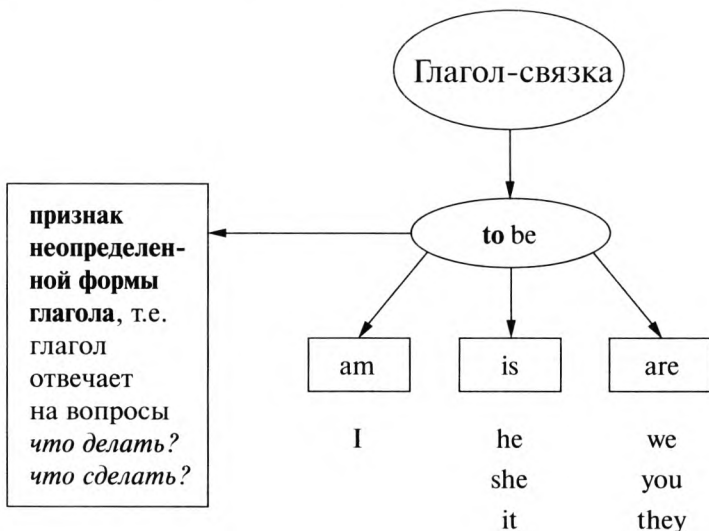 Глагол-связка
to be
признак
неопределен-
ной формы
глагола, т.е.
глагол
отвечает
на вопросы
что делать?
что сделать?
am is are
I he we
she you
it they